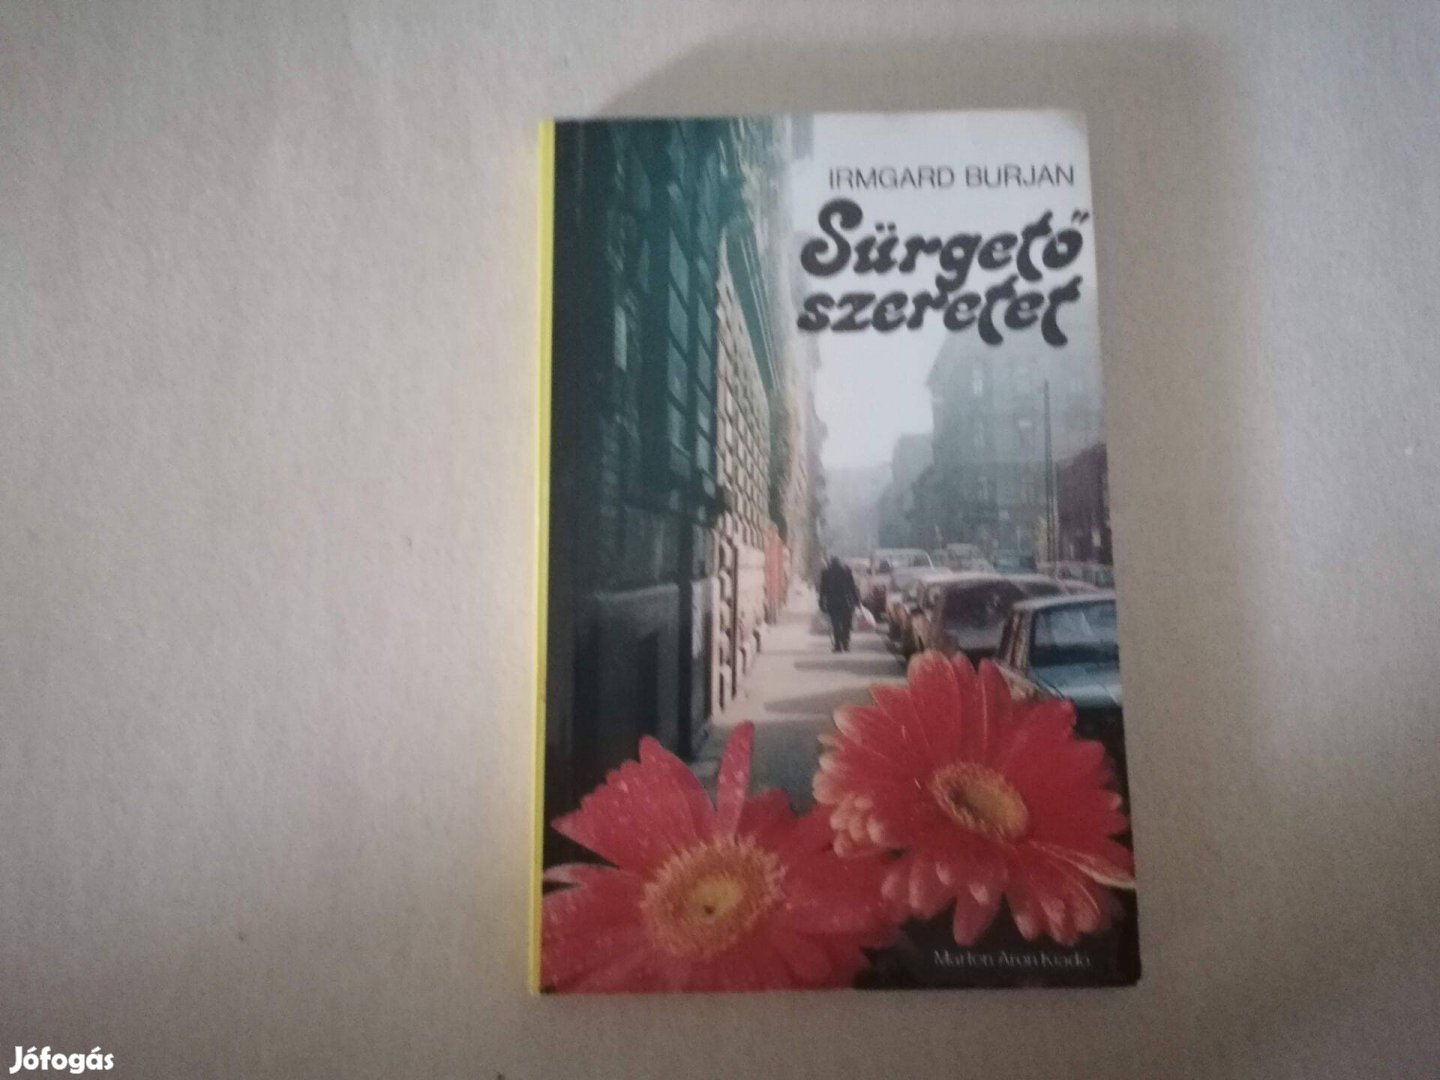 IRMGARD BURJAN
Sürgető
szeretet
Márton Áron Kiadó
Jófogás